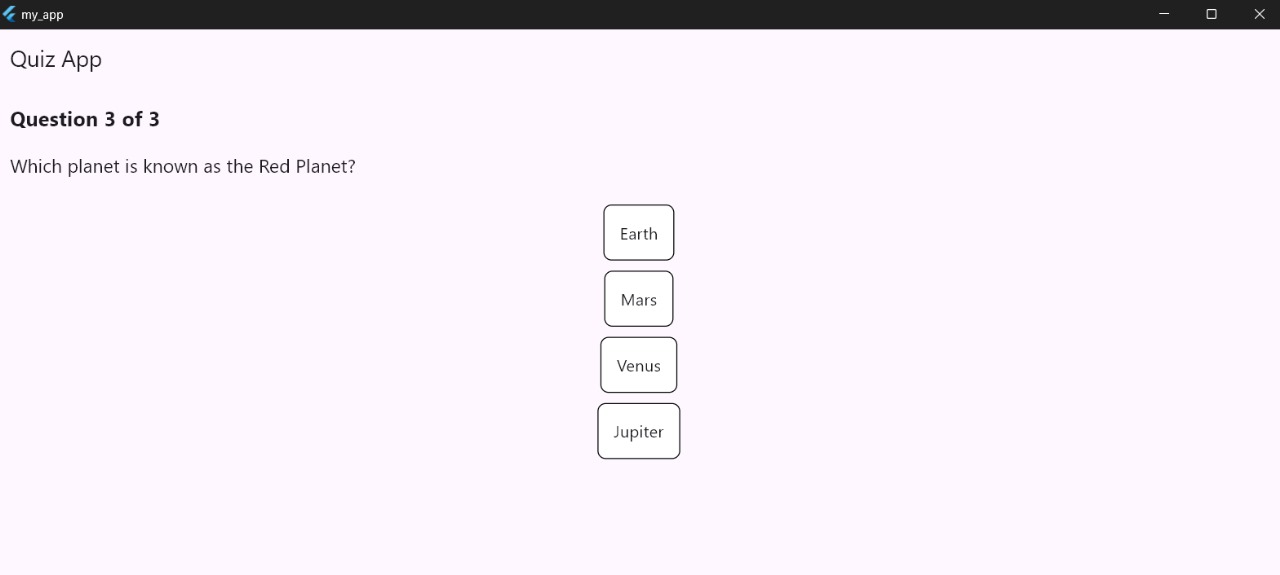 my_app
Quiz App
Question 3 of 3
Which planet is known as the Red Planet?
Earth
Mars
Venus
Jupiter